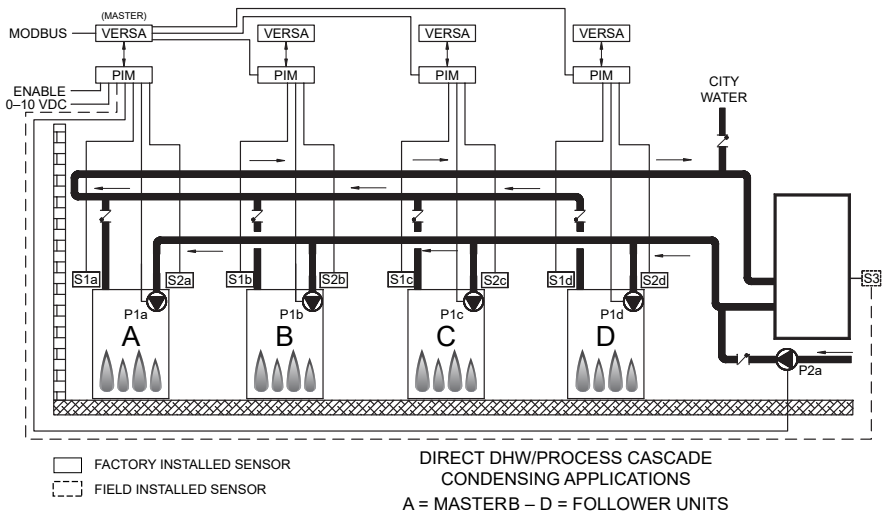 (MASTER)
MODBUS
VERSA
VERSA
VERSA
VERSA
PIM
PIM
PIM
PIM
ENABLE
0–10 VDC
CITY
WATER
S1a
S2a
S1b
S2b
S1c
S2c
S1d
S2d
S3
P1a
P1b
P1c
P1d
A
B
C
D
P2a
FACTORY INSTALLED SENSOR
FIELD INSTALLED SENSOR
DIRECT DHW/PROCESS CASCADE
CONDENSING APPLICATIONS
A = MASTERB – D = FOLLOWER UNITS